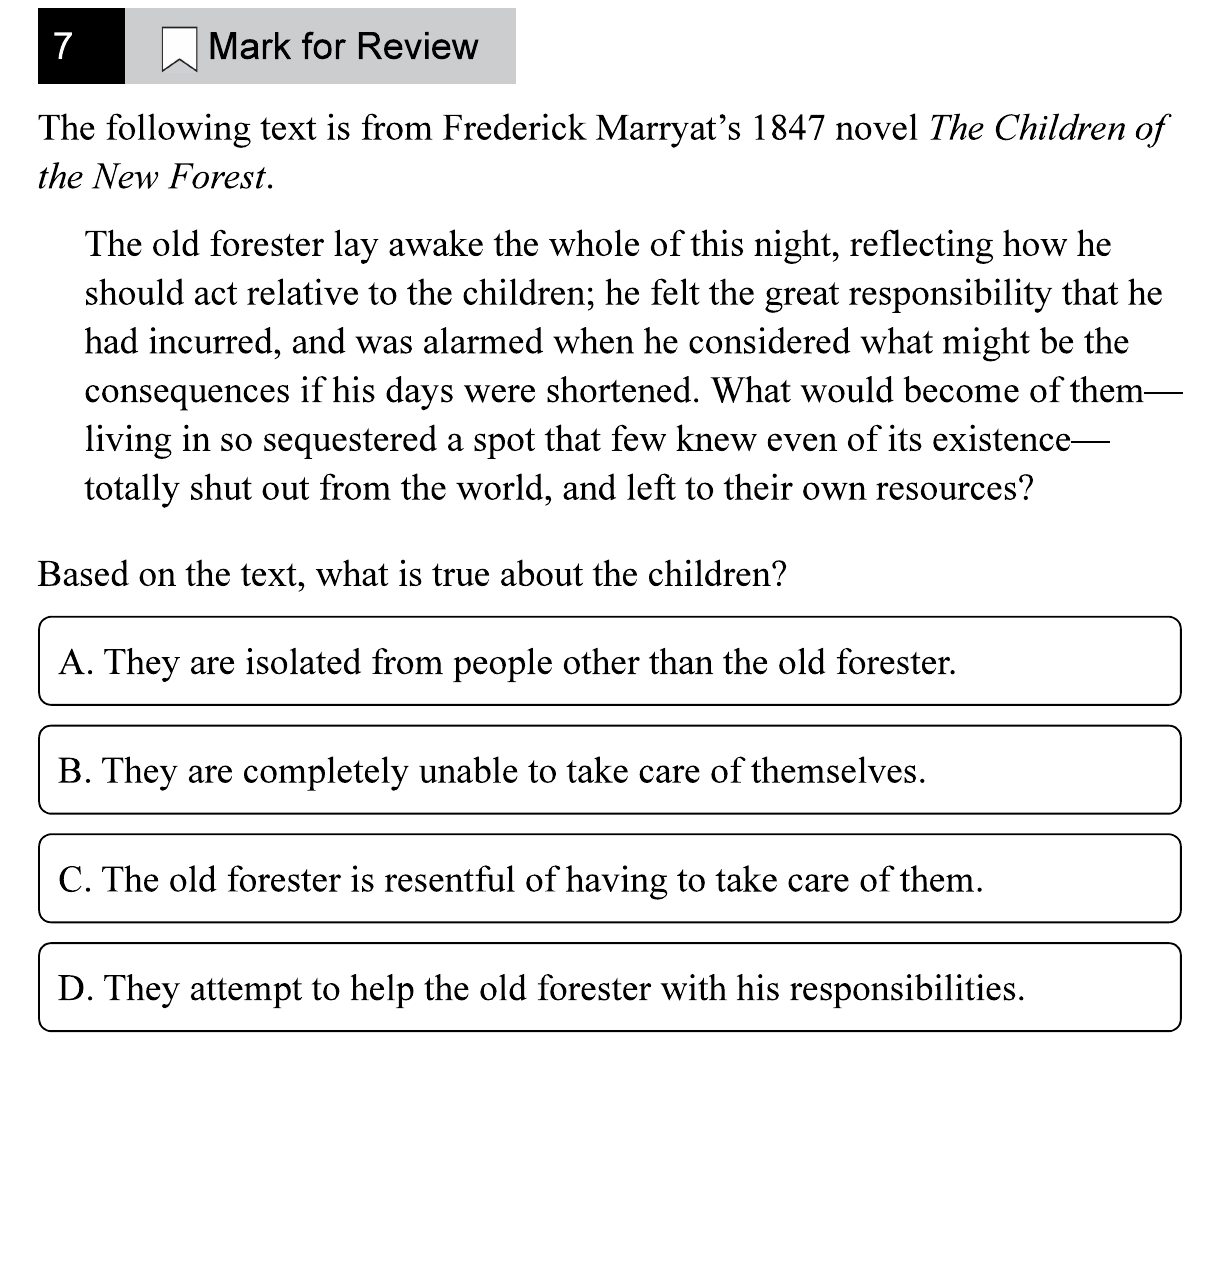 7 Mark for Review
The following text is from Frederick Marryat’s 1847 novel The Children of
the New Forest.
The old forester lay awake the whole of this night, reflecting how he
should act relative to the children; he felt the great responsibility that he
had incurred, and was alarmed when he considered what might be the
consequences if his days were shortened. What would become of them—
living in so sequestered a spot that few knew even of its existence—
totally shut out from the world, and left to their own resources?
Based on the text, what is true about the children?
A. They are isolated from people other than the old forester.
B. They are completely unable to take care of themselves.
C. The old forester is resentful of having to take care of them.
D. They attempt to help the old forester with his responsibilities.